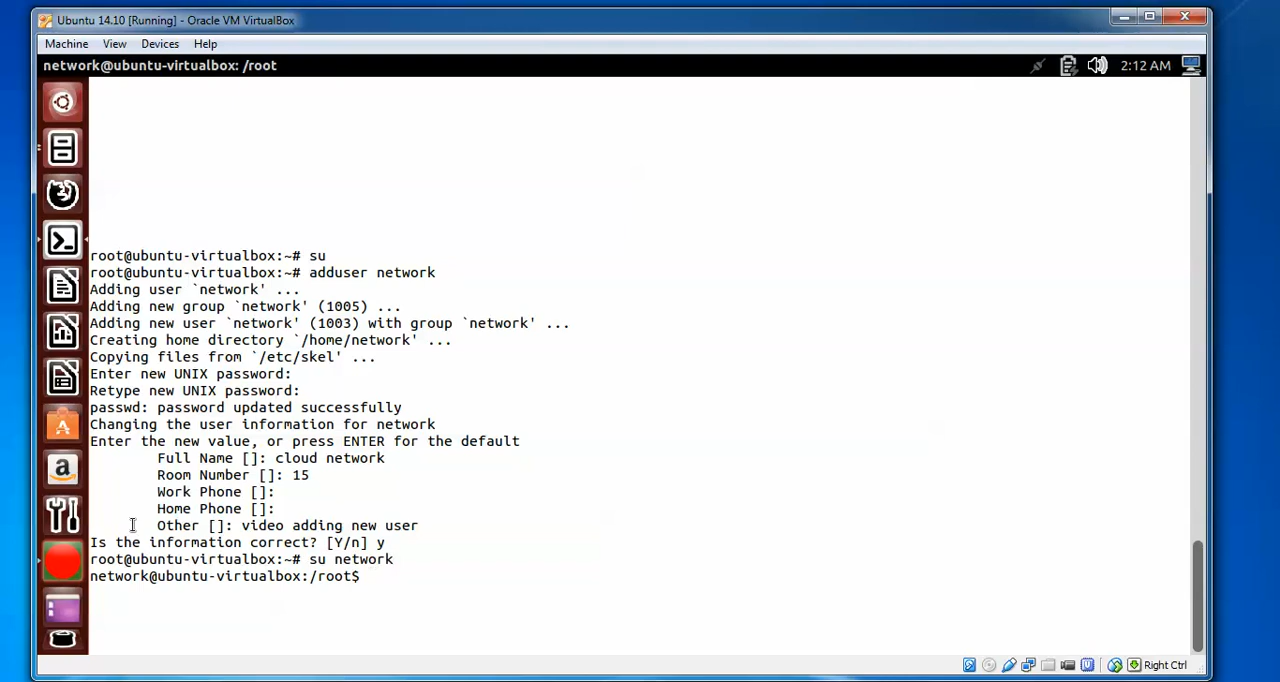 Ubuntu 14.10 [Running] - Oracle VM VirtualBox
Machine View Devices Help
network@ubuntu-virtualbox: /root 2:12 AM
root@ubuntu-virtualbox:~# su
root@ubuntu-virtualbox:~# adduser network
Adding user `network' ...
Adding new group `network' (1005) ...
Adding new user `network' (1003) with group `network' ...
Creating home directory `/home/network' ...
Copying files from `/etc/skel' ...
Enter new UNIX password:
Retype new UNIX password:
passwd: password updated successfully
Changing the user information for network
Enter the new value, or press ENTER for the default
Full Name []: cloud network
Room Number []: 15
Work Phone []:
Home Phone []:
Other []: video adding new user
Is the information correct? [Y/n] y
root@ubuntu-virtualbox:~# su network
network@ubuntu-virtualbox:/root$
Right Ctrl